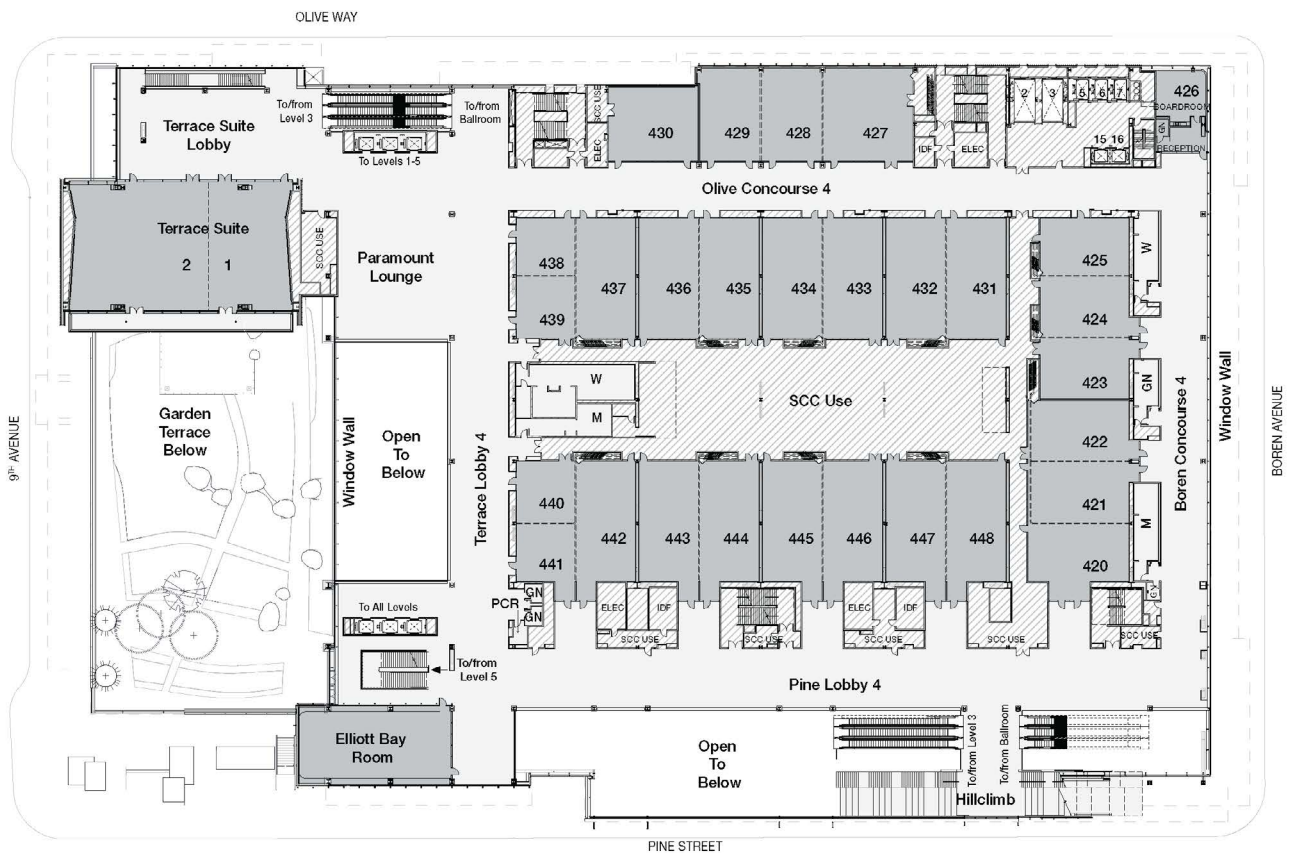 OLIVE WAY
To/from
Level 3
To/from
Ballroom
Terrace Suite
Lobby
To Levels 1-5
SCC USE
ELEC
430
429
428
427
IDF
ELEC
2
3
5
6
7
15 16
GN
426
BOARDROOM
RECEPTION
Olive Concourse 4
Terrace Suite
2
1
SCC USE
Paramount
Lounge
438
439
437
436
435
434
433
432
431
425
424
423
422
421
420
W
GN
M
W
M
SCC Use
Garden
Terrace
Below
Window Wall
Open
To
Below
Terrace Lobby 4
Boren Concourse 4
Window Wall
9TH AVENUE
BOREN AVENUE
440
441
442
443
444
445
446
447
448
PCR
GN
GN
ELEC
IDF
SCC USE
SCC USE
ELEC
IDF
SCC USE
SCC USE
SCC USE
To All Levels
To/from
Level 5
Pine Lobby 4
Elliott Bay
Room
Open
To
Below
To/from Level 3
To/from Ballroom
Hillclimb
PINE STREET